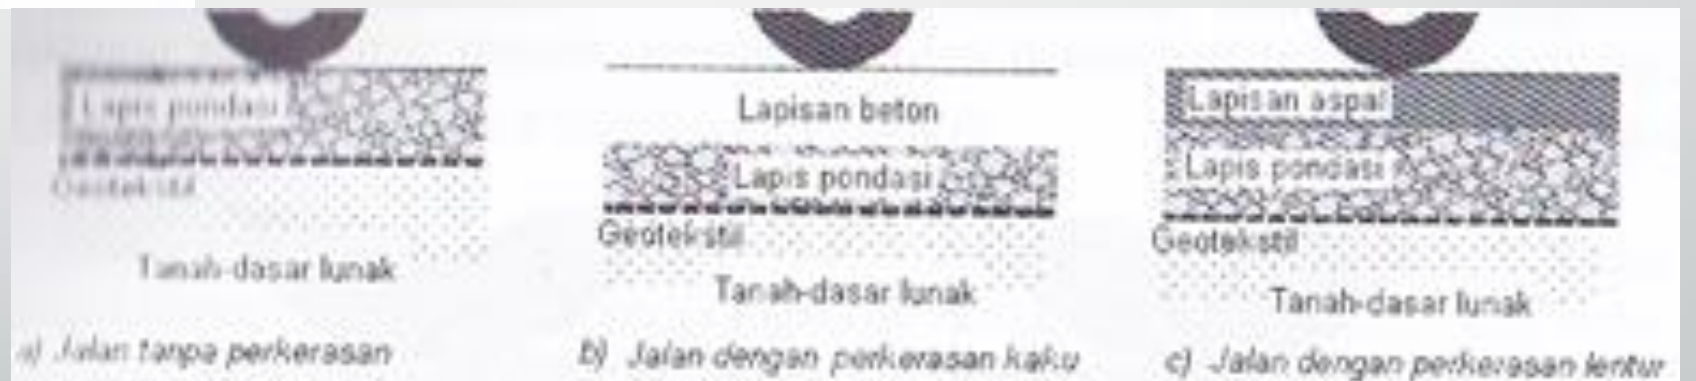 Lapis pondasi
Geotekstil
Tanah-dasar lunak
a) Jalan tanpa perkerasan
Lapisan beton
Lapis pondasi
Geotekstil
Tanah-dasar lunak
b) Jalan dengan perkerasan kaku
Lapisan aspal
Lapis pondasi
Geotekstil
Tanah-dasar lunak
c) Jalan dengan perkerasan lentur